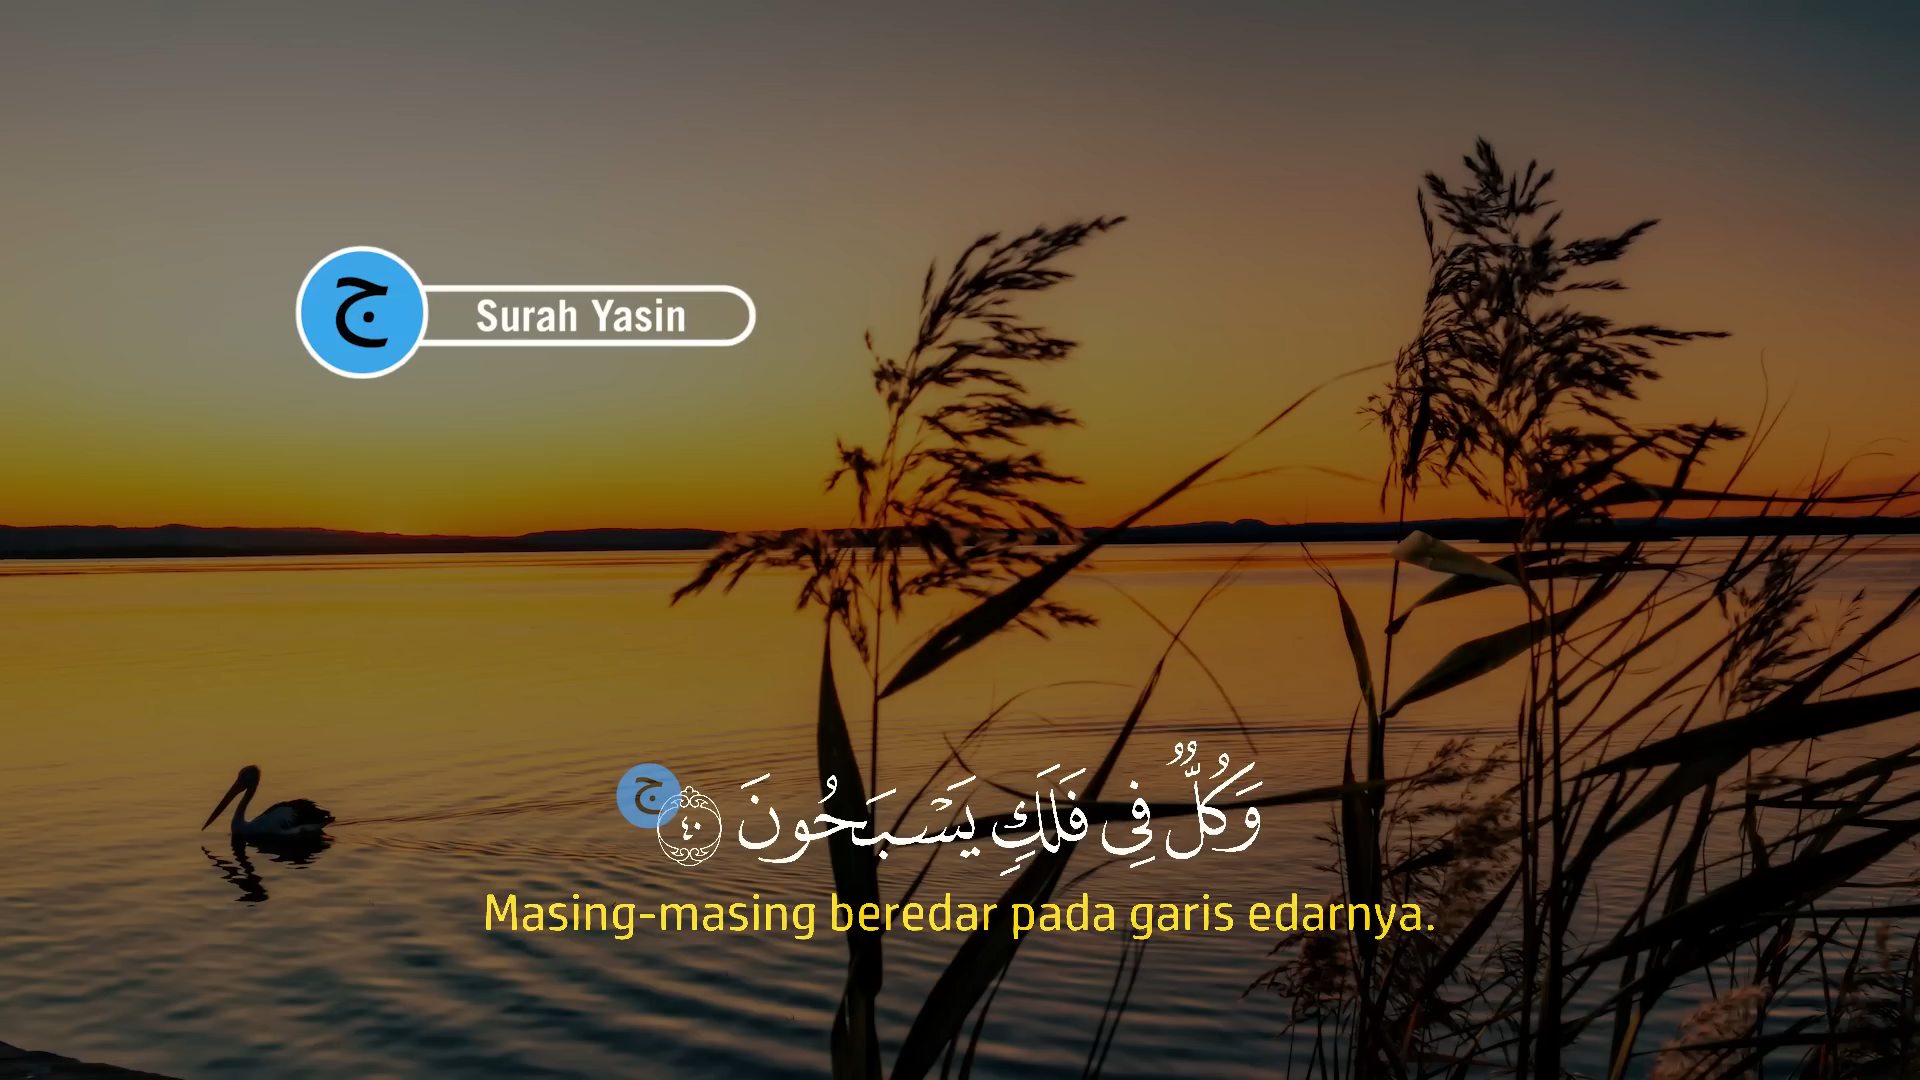 ج
Surah Yasin
وَكُلٌّ فِي فَلَكٍ يَسْبَحُونَ ٤٠
ج
Masing-masing beredar pada garis edarnya.